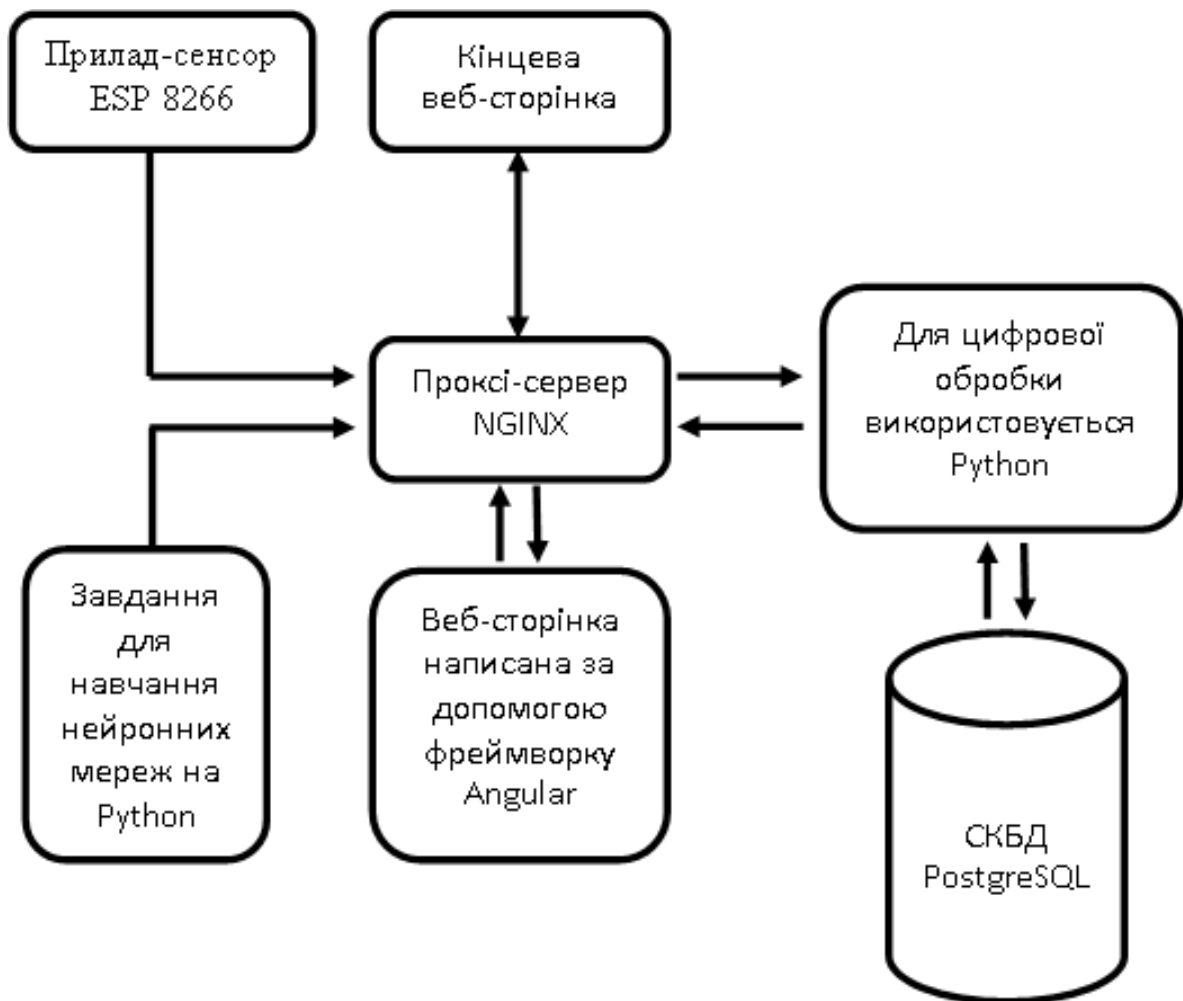 Прилад-сенсор
ESP 8266
Кінцева
веб-сторінка
Проксі-сервер
NGINX
Для цифрової
обробки
використовується
Python
Завдання
для
навчання
нейронних
мереж на
Python
Веб-сторінка
написана за
допомогою
фреймворку
Angular
СКБД
PostgreSQL